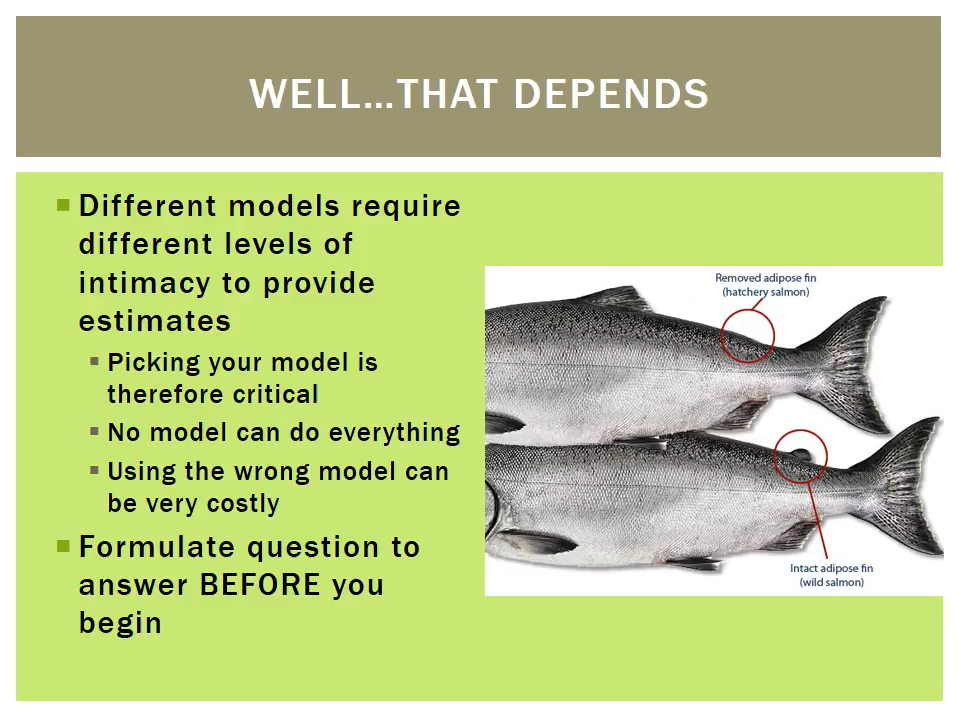 WELL…THAT DEPENDS
Different models require
different levels of
intimacy to provide
estimates
Picking your model is
therefore critical
No model can do everything
Using the wrong model can
be very costly
Formulate question to
answer BEFORE you
begin
Removed adipose fin
(hatchery salmon)
Intact adipose fin
(wild salmon)